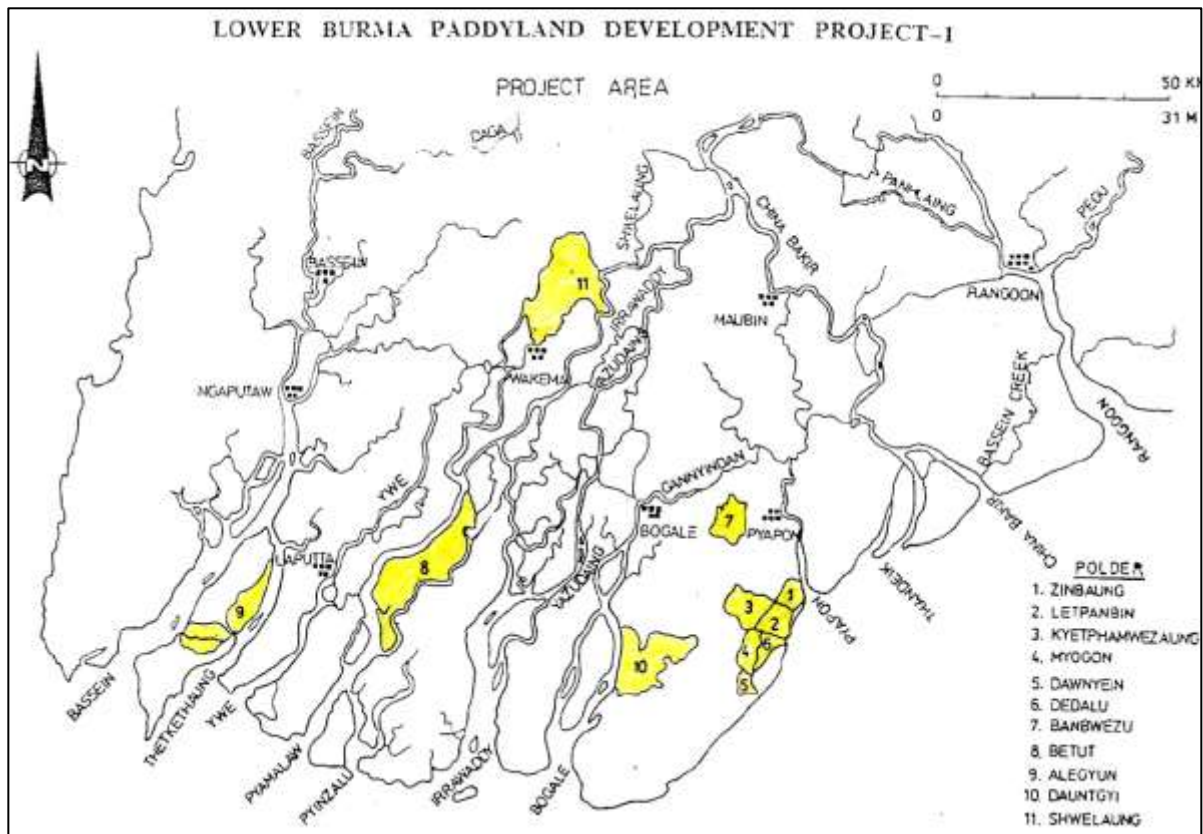 LOWER BURMA PADDYLAND DEVELOPMENT PROJECT-1
PROJECT AREA
0 50 K
0 31 M
N
DAGA
BASSEIN
BASSEIN
SHWELAUNG
CHINA BAKIR
PANHLAING
PEGU
RANGOON
MAUBIN
IRRAWADDY
YAZUDAING
11
WAKEMA
NGAPUTAW
BASSEIN CREEK
RANGOON
YWE
GANNYINDAN
BOGALE
7
PYAPON
CHINA BAKIR
LAPUTTA
8
YAZUDAING
THANDEIK
9
1
3
2
6
4
5
10
PYAPON
BASSEIN
THETKETHAUNG
YWE
PYAMALAW
PYINZALU
IRRAWADDY
BOGALE
POLDER
1. ZINBAUNG
2. LETPANBIN
3. KYETPHAMWEZAUNG
4. MYOGON
5. DAWNYEIN
6. DEDALU
7. BANBWEZU
8. BETUT
9. ALEGYUN
10. DAUNTGYI
11. SHWELAUNG